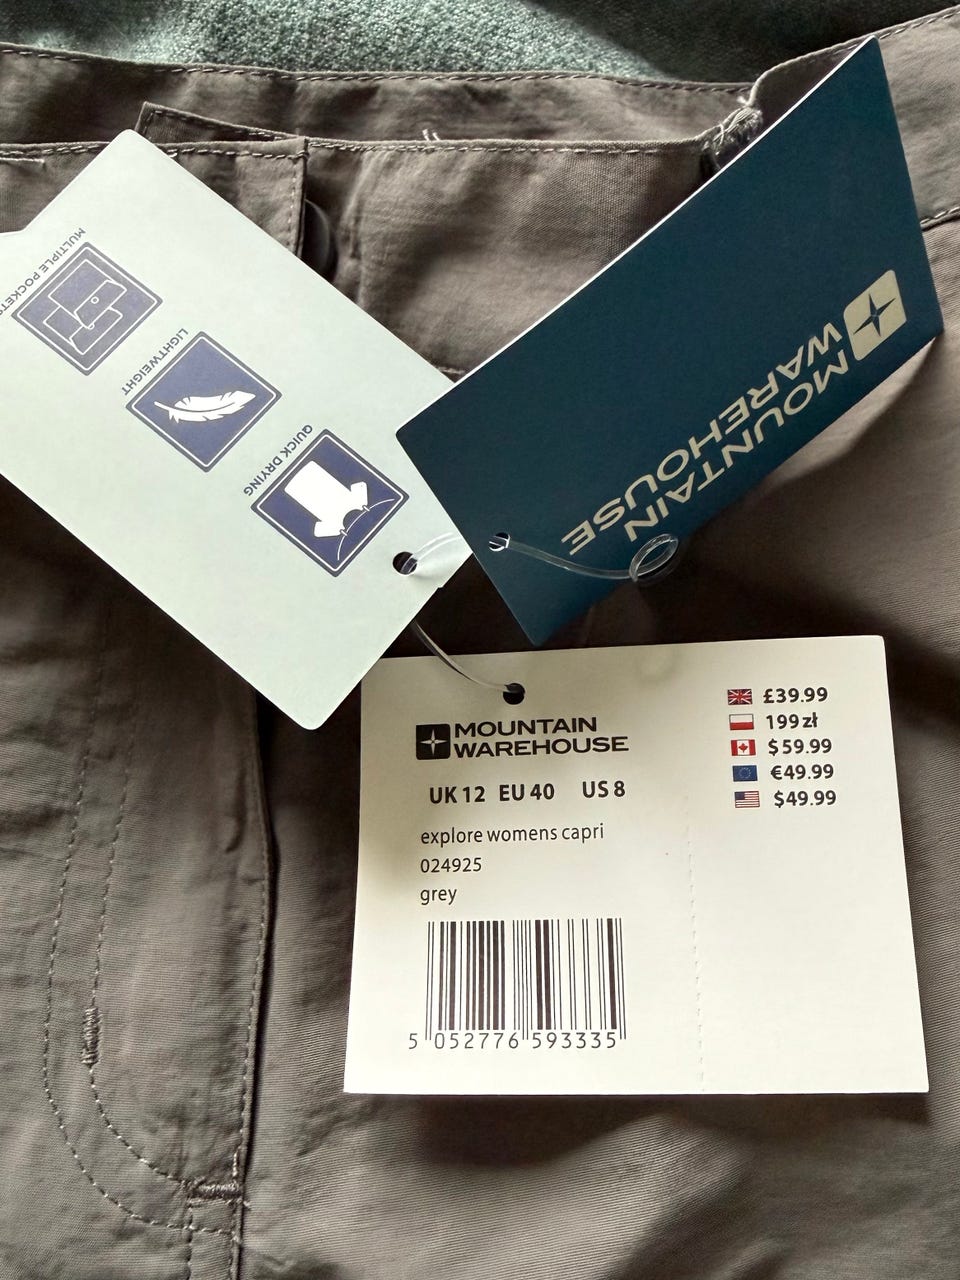 MULTIPLE POCKETS
LIGHTWEIGHT
QUICK DRYING
MOUNTAIN
WAREHOUSE
MOUNTAIN
WAREHOUSE
UK 12 EU 40 US 8
explore womens capri
024925
grey
5 052776 593335
£39.99
199 zł
$59.99
€49.99
$49.99